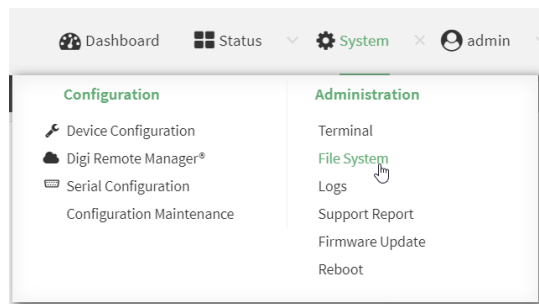 Dashboard Status System admin
Configuration
Device Configuration
Digi Remote Manager®
Serial Configuration
Configuration Maintenance
Administration
Terminal
File System
Logs
Support Report
Firmware Update
Reboot